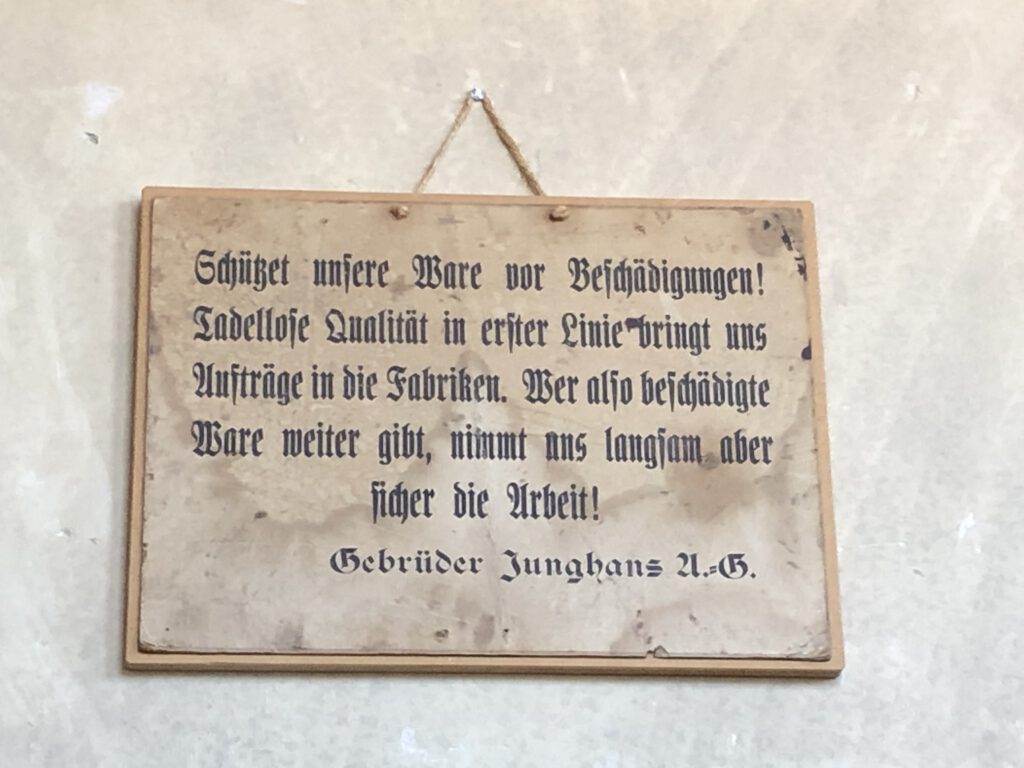 Schützet unsere Ware vor Beschädigungen!
Tadellose Qualität in erster Linie bringt uns
Aufträge in die Fabriken. Wer also beschädigte
Ware weiter gibt, nimmt uns langsam aber
sicher die Arbeit!
Gebrüder Junghans A.=G.